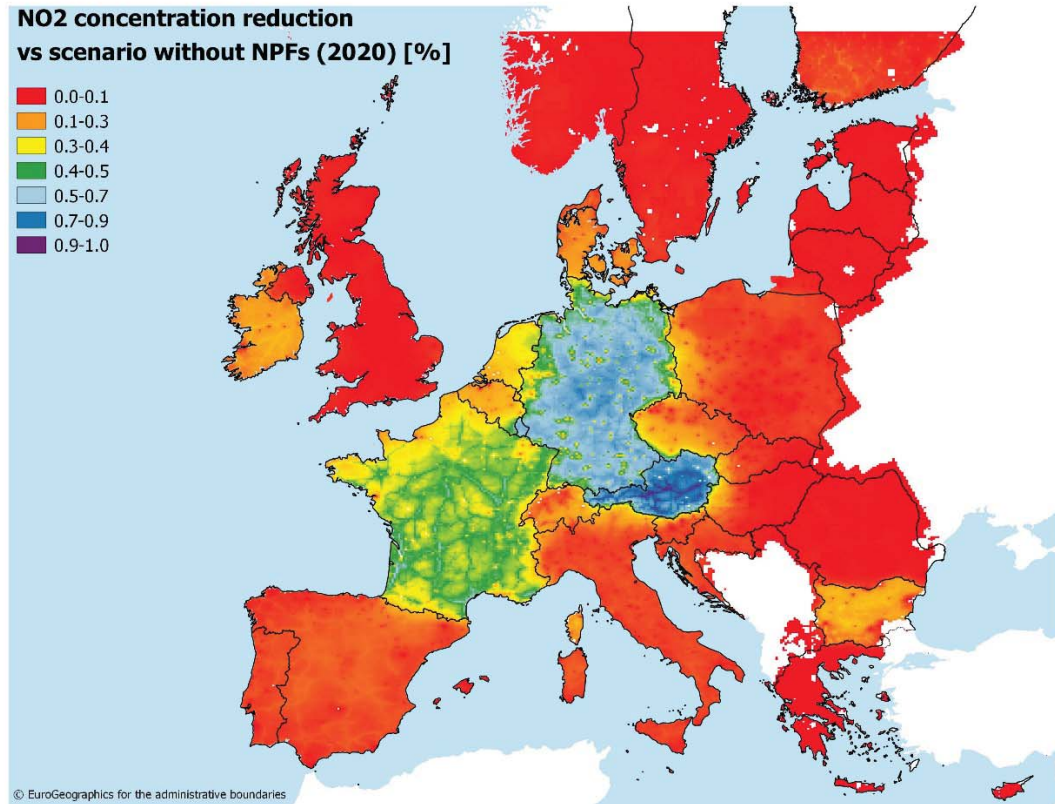 NO2 concentration reduction
vs scenario without NPFs (2020) [%]
0.0-0.1
0.1-0.3
0.3-0.4
0.4-0.5
0.5-0.7
0.7-0.9
0.9-1.0
© EuroGeographics for the administrative boundaries